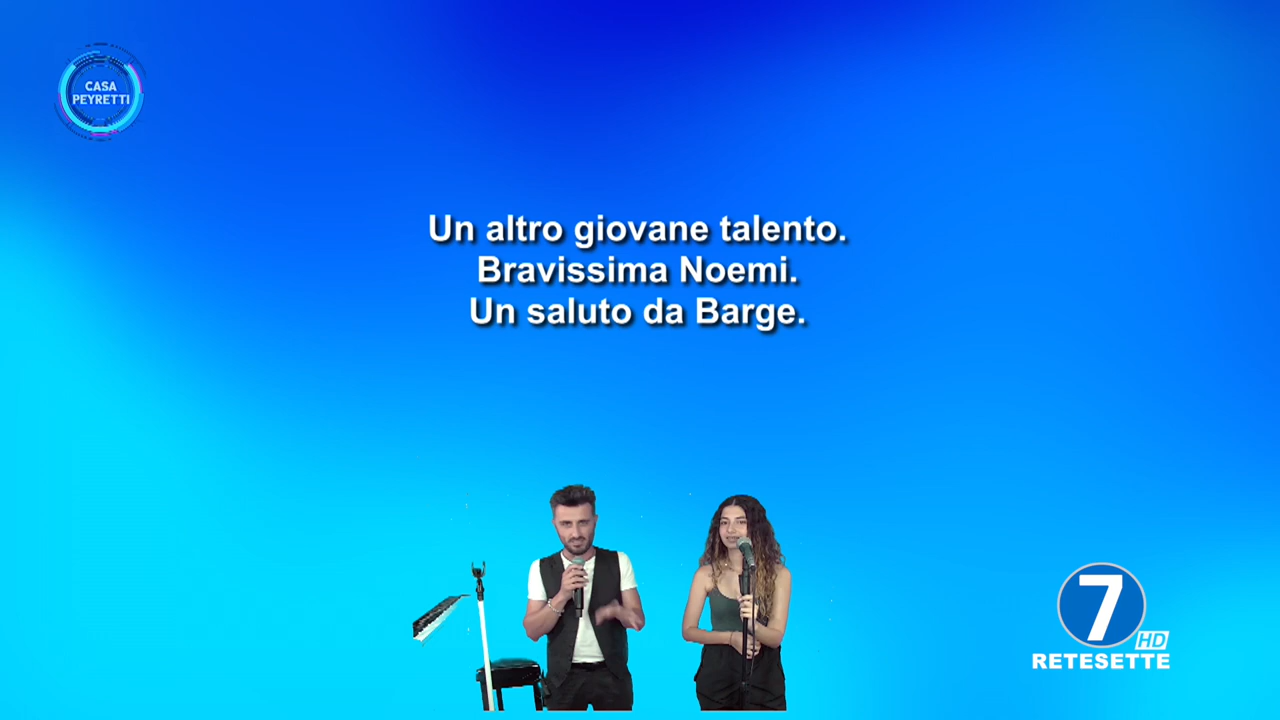 CASA
PEYRETTI
Un altro giovane talento.
Bravissima Noemi.
Un saluto da Barge.
7
HD
RETESETTE